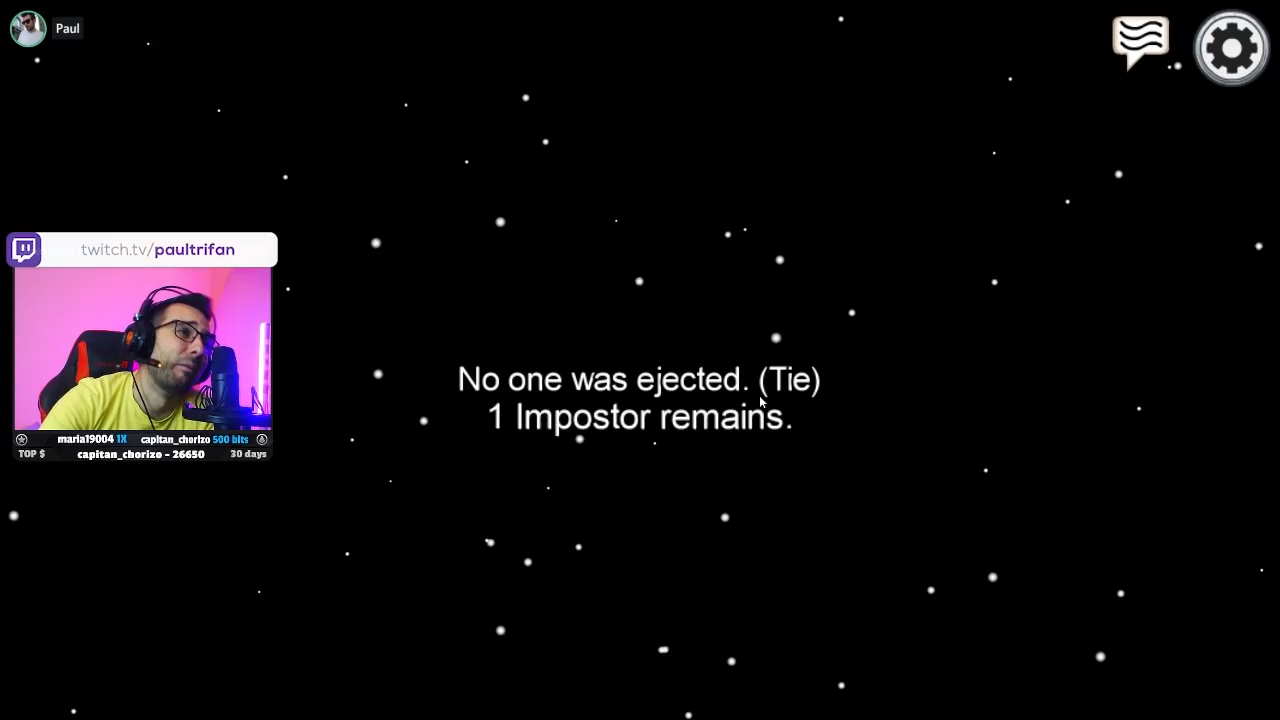 Paul
twitch.tv/paultrifan
No one was ejected. (Tie)
1 Impostor remains.
maria19004 1X capitan_chorizo 500 bits
TOP $ capitan_chorizo - 26650 30 days